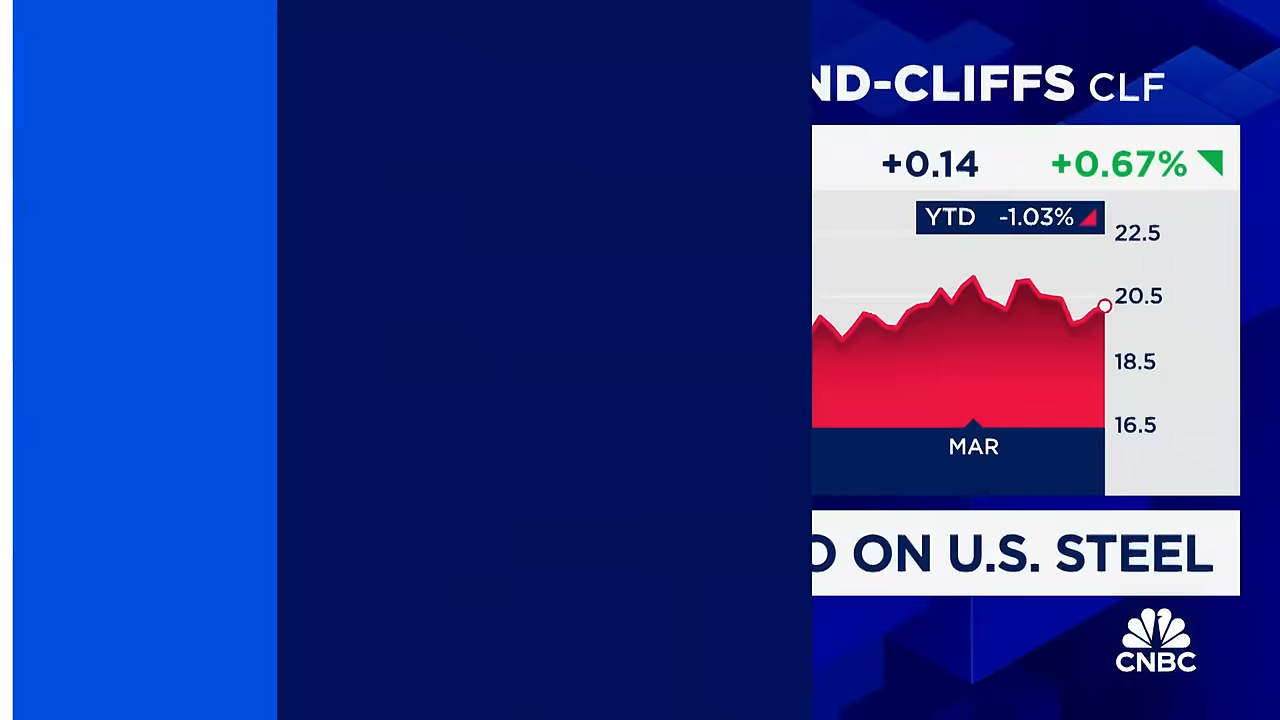 ND-CLIFFS CLF
+0.14 +0.67%
YTD -1.03%
22.5
20.5
18.5
16.5
MAR
ON U.S. STEEL
CNBC